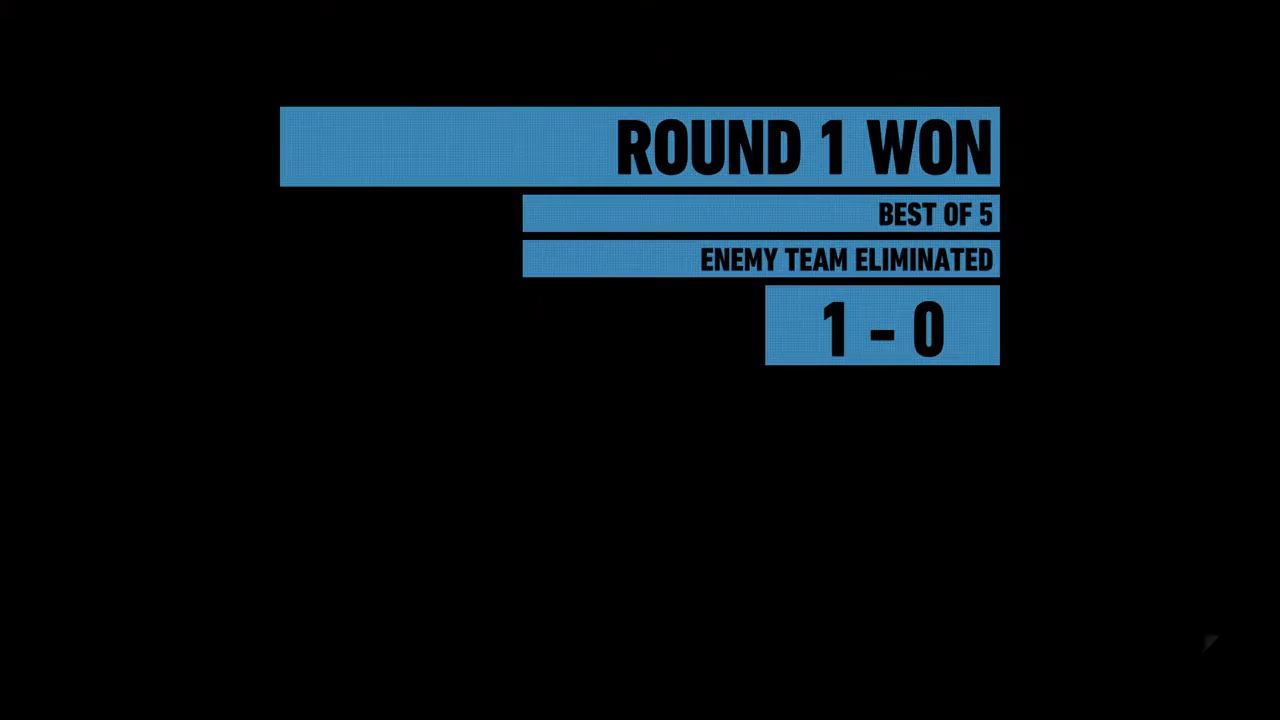 ROUND 1 WON
BEST OF 5
ENEMY TEAM ELIMINATED
1 - 0